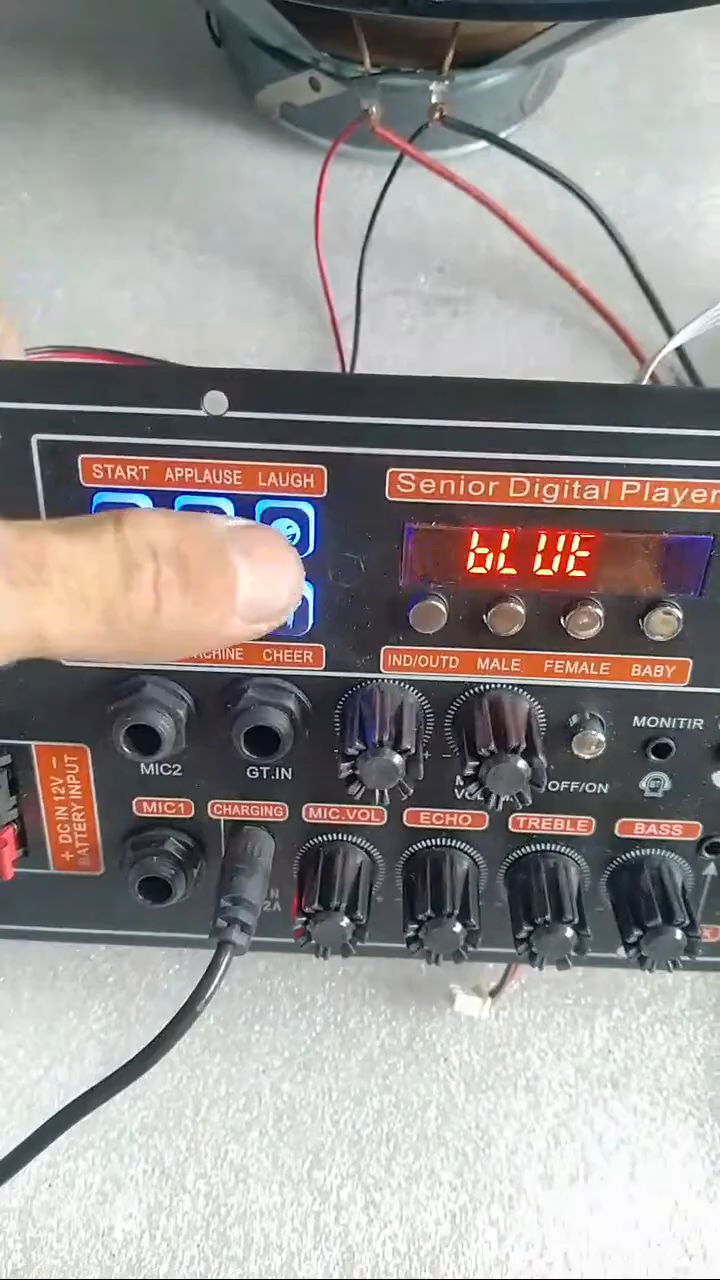 START APPLAUSE LAUGH
Senior Digital Player
bLUE
CHEER
IND/OUTD MALE FEMALE BABY
MONITIR
MIC2
GT.IN
OFF/ON
BT
+ DC IN 12V -
BATTERY INPUT
MIC1
CHARGING
MIC.VOL
ECHO
TREBLE
BASS